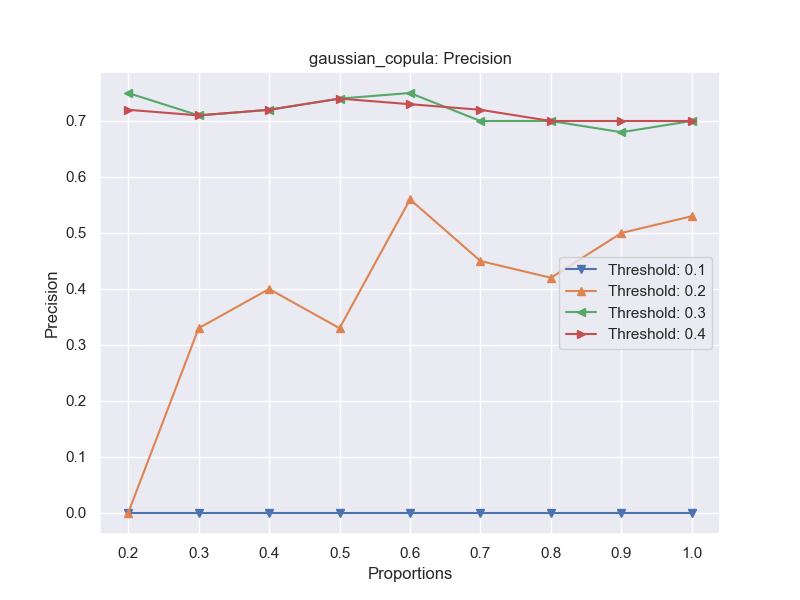 gaussian_copula: Precision
Precision
0.7
0.6
0.5
0.4
0.3
0.2
0.1
0.0
Threshold: 0.1
Threshold: 0.2
Threshold: 0.3
Threshold: 0.4
0.2 0.3 0.4 0.5 0.6 0.7 0.8 0.9 1.0
Proportions